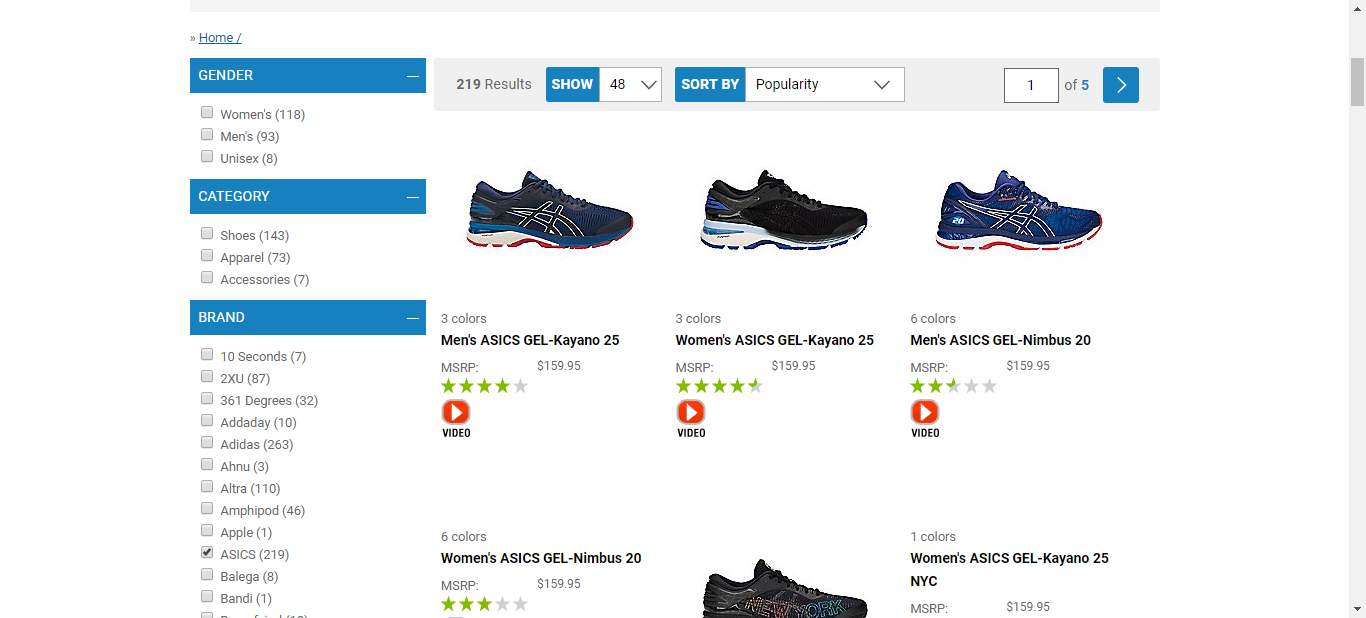 » Home /
GENDER
Women's (118)
Men's (93)
Unisex (8)
CATEGORY
Shoes (143)
Apparel (73)
Accessories (7)
BRAND
10 Seconds (7)
2XU (87)
361 Degrees (32)
Addaday (10)
Adidas (263)
Ahnu (3)
Altra (110)
Amphipod (46)
Apple (1)
ASICS (219)
Balega (8)
Bandi (1)
219 Results SHOW 48 SORT BY Popularity 1 of 5
20
3 colors
Men's ASICS GEL-Kayano 25
MSRP: $159.95
VIDEO
3 colors
Women's ASICS GEL-Kayano 25
MSRP: $159.95
VIDEO
6 colors
Men's ASICS GEL-Nimbus 20
MSRP: $159.95
VIDEO
6 colors
Women's ASICS GEL-Nimbus 20
MSRP: $159.95
NEW YORK
1 colors
Women's ASICS GEL-Kayano 25
NYC
MSRP: $159.95